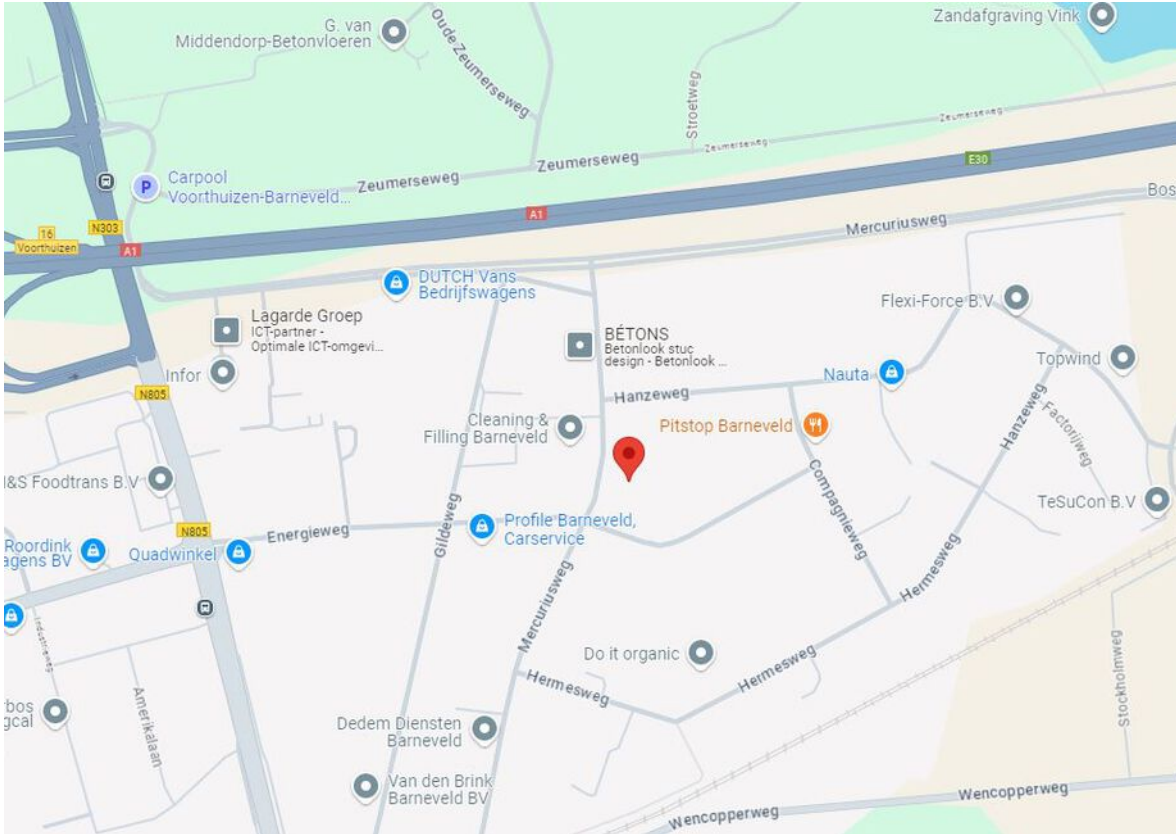 G. van
Middendorp-Betonvloeren
Oude Zeumerseweg
Zandafgraving Vink
Stroetweg
Zeumerseweg
Zeumerseweg
Zeumerseweg
Zeumerseweg
E30
P
Carpool
Voorthuizen-Barneveld...
Bos
A1
N303
16
Voorthuizen
A1
Mercuriusweg
DUTCH Vans
Bedrijfswagens
Flexi-Force B.V
Lagarde Groep
ICT-partner -
Optimale ICT-omgevi...
BÉTONS
Betonlook stuc
design - Betonlook ...
Topwind
Infor
Nauta
N805
Hanzeweg
Hanzeweg
Factorijweg
Cleaning &
Filling Barneveld
Pitstop Barneveld
I&S Foodtrans B.V
Compagnieweg
TeSuCon B.V
Gildeweg
N805
Energieweg
Profile Barneveld,
Carservice
Roordink
agens BV
Quadwinkel
Hermesweg
Mercuriusweg
Industrieweg
Do it organic
Hermesweg
Hermesweg
Stockholmweg
Amerikalaan
rbos
gcal
Dedem Diensten
Barneveld
Van den Brink
Barneveld BV
Wencopperweg
Wencopperweg